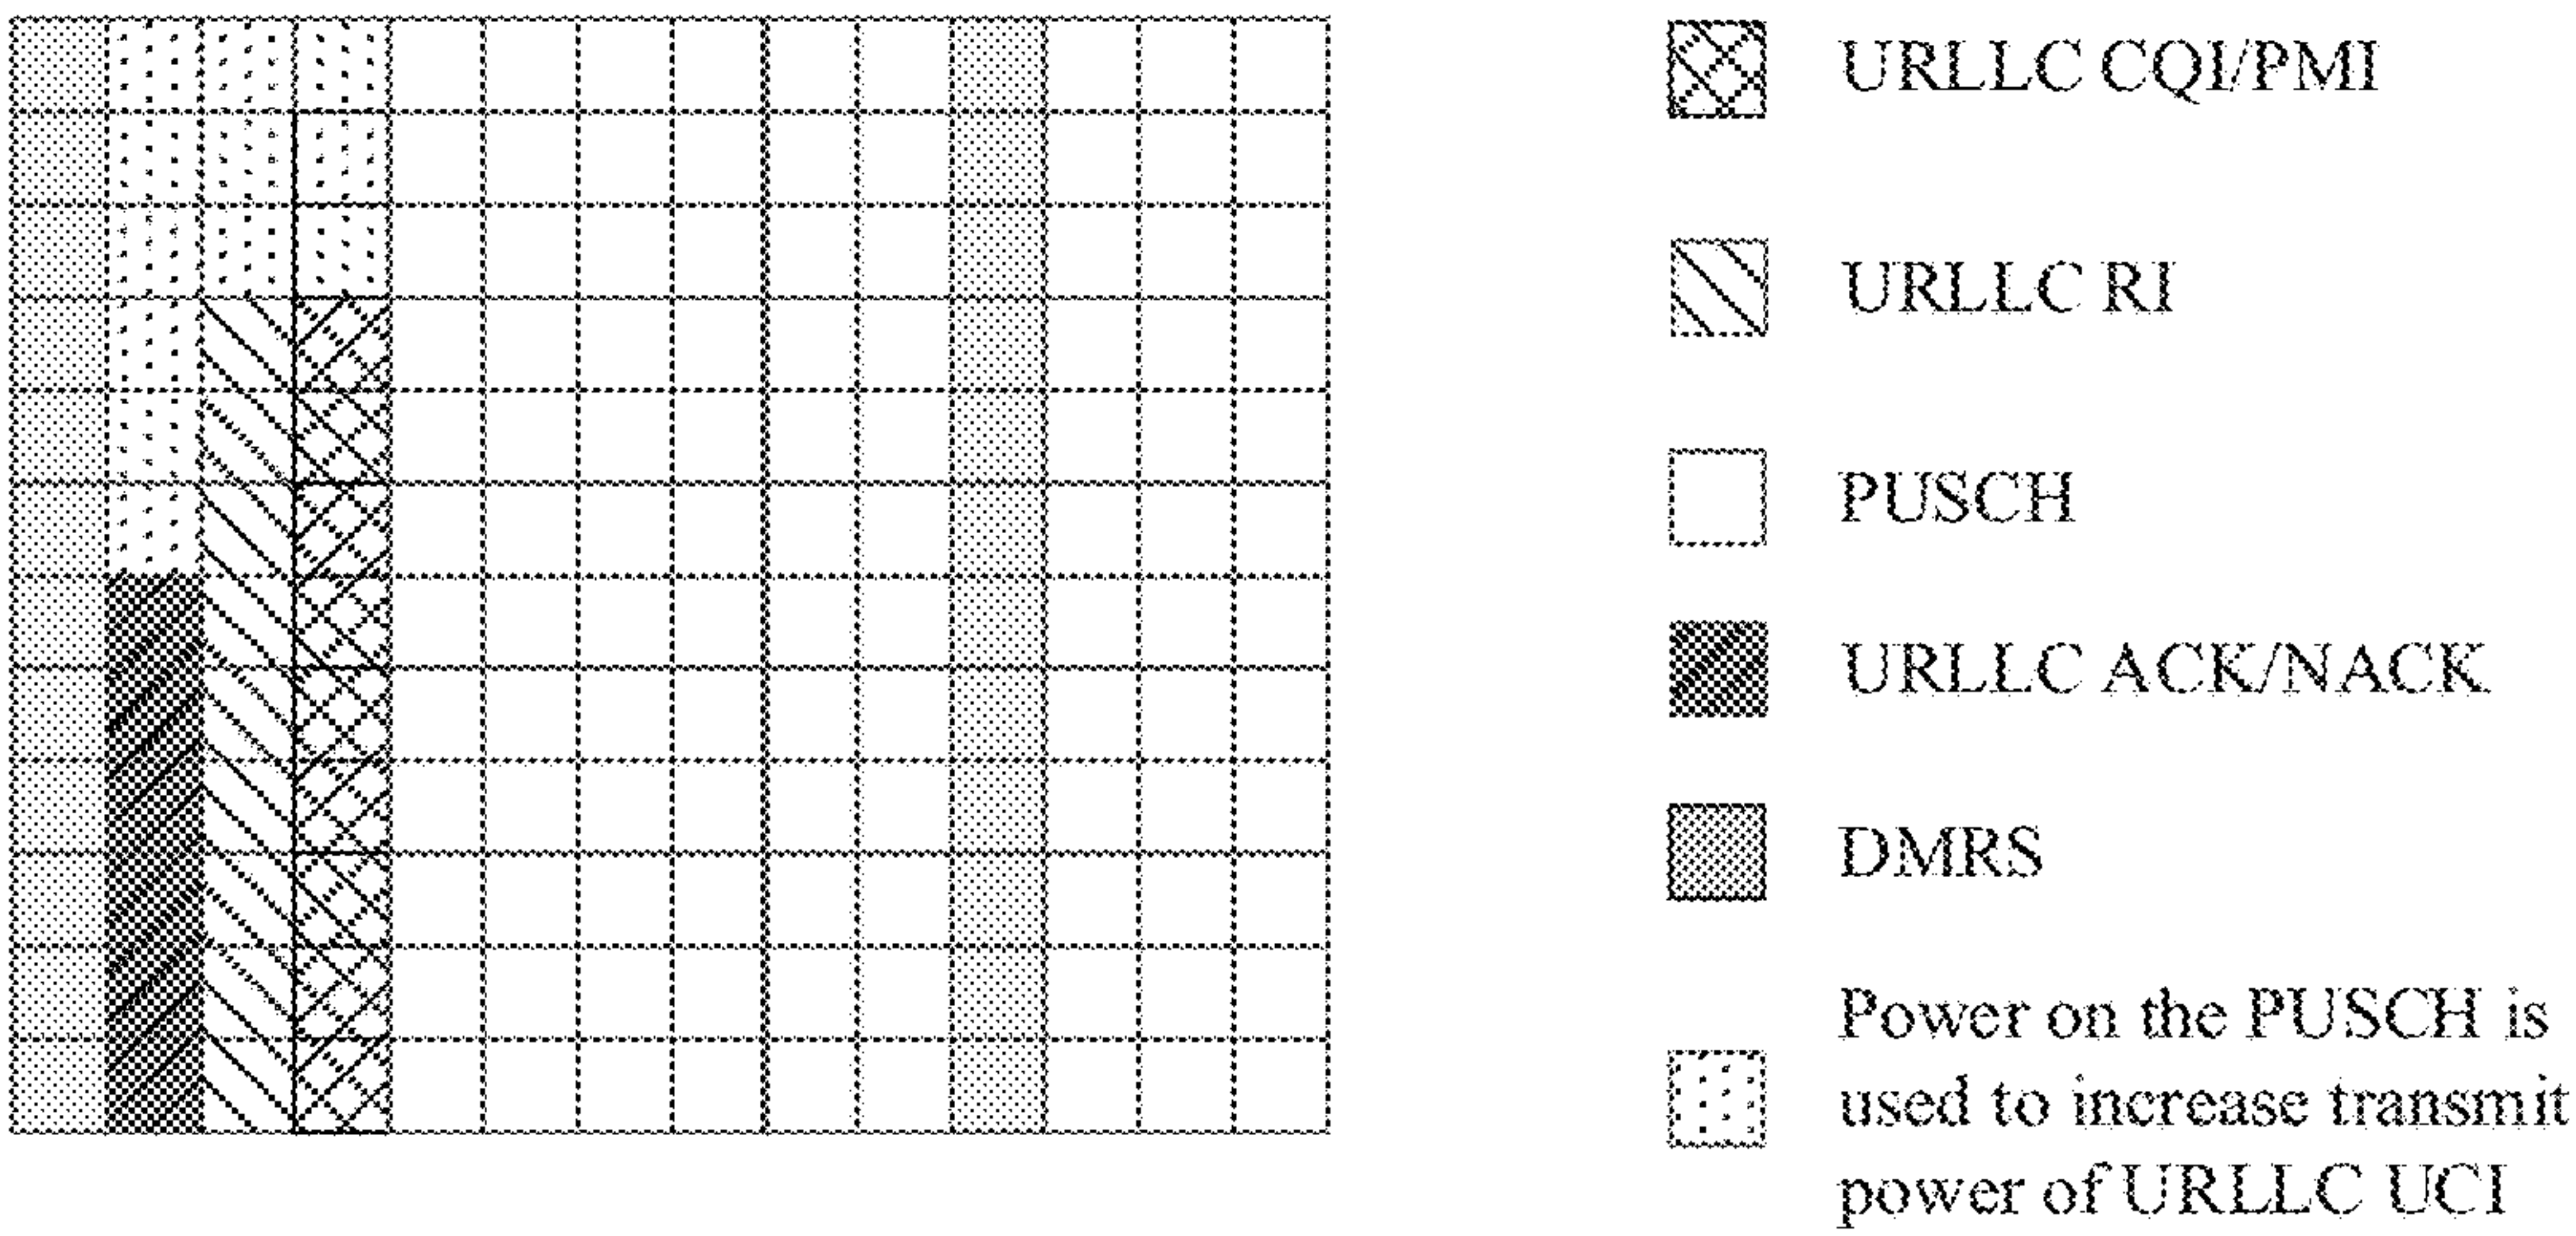 URLLC CQI/PMI
URLLC RI
PUSCH
URLLC ACK/NACK
DMRS
Power on the PUSCH is
used to increase transmit
power of URLLC UCI